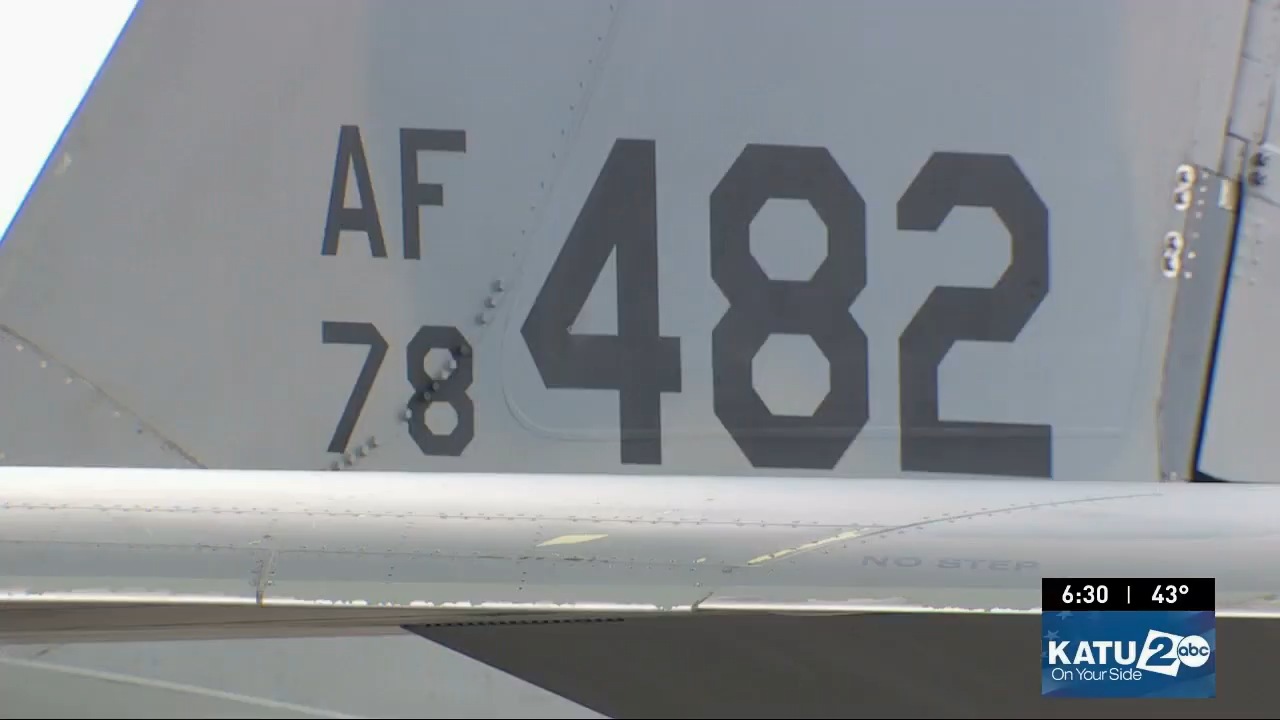 AF
78 482
NO STEP
6:30 | 43°
KATU 2 abc
On Your Side